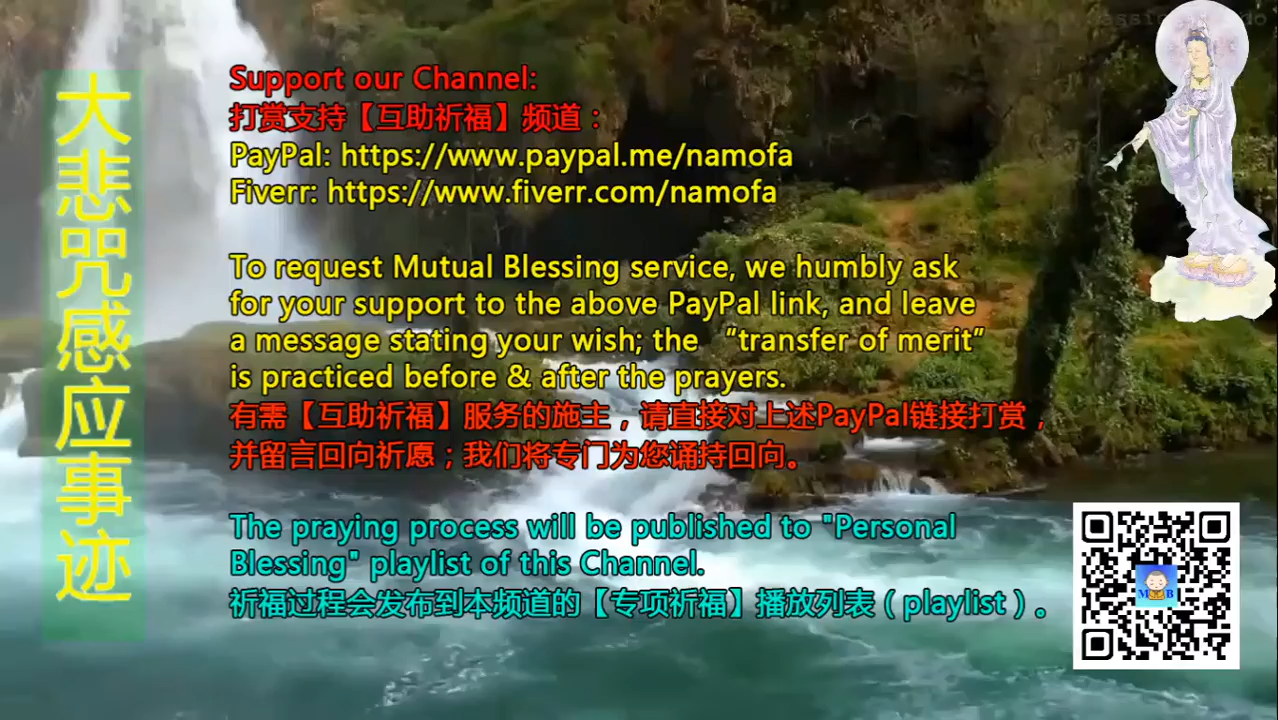 大悲咒感应事迹
Support our Channel:
打赏支持【互助祈福】频道：
PayPal: https://www.paypal.me/namofa
Fiverr: https://www.fiverr.com/namofa
To request Mutual Blessing service, we humbly ask
for your support to the above PayPal link, and leave
a message stating your wish; the “transfer of merit”
is practiced before & after the prayers.
有需【互助祈福】服务的施主，请直接对上述PayPal链接打赏，
并留言回向祈愿；我们将专门为您诵持回向。
The praying process will be published to "Personal
Blessing" playlist of this Channel.
祈福过程会发布到本频道的【专项祈福】播放列表（playlist）。
M B